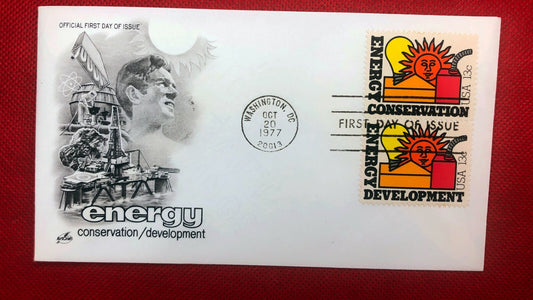 OFFICIAL FIRST DAY OF ISSUE
energy
conservation/development
WASHINGTON, DC
OCT
20
1977
20013
FIRST DAY OF ISSUE
ENERGY
CONSERVATION
USA 13c
ENERGY
DEVELOPMENT
USA 13c